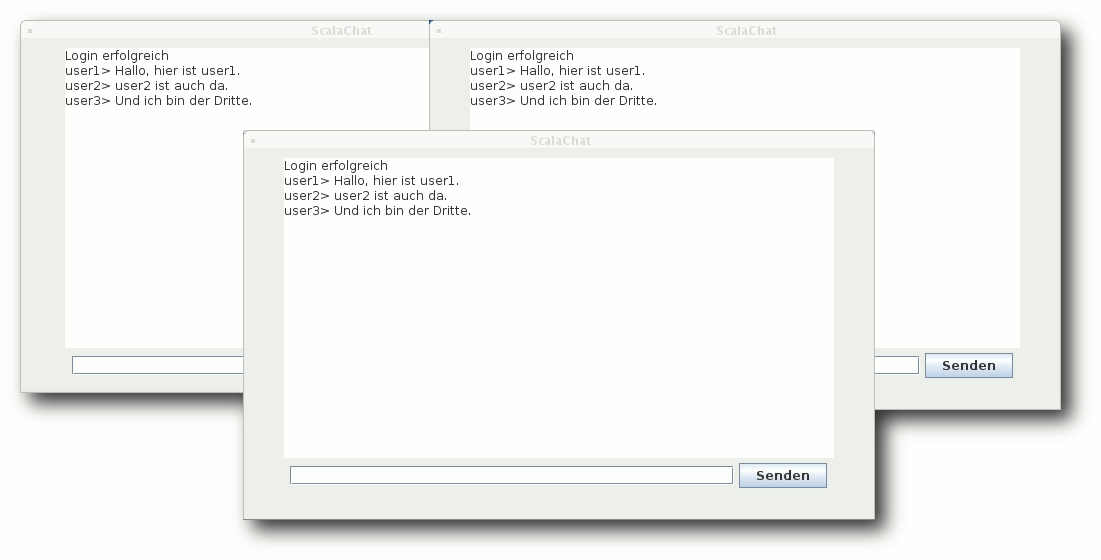 ScalaChat
Login erfolgreich
user1> Hallo, hier ist user1.
user2> user2 ist auch da.
user3> Und ich bin der Dritte.
ScalaChat
Login erfolgreich
user1> Hallo, hier ist user1.
user2> user2 ist auch da.
user3> Und ich bin der Dritte.
Senden
ScalaChat
Login erfolgreich
user1> Hallo, hier ist user1.
user2> user2 ist auch da.
user3> Und ich bin der Dritte.
Senden